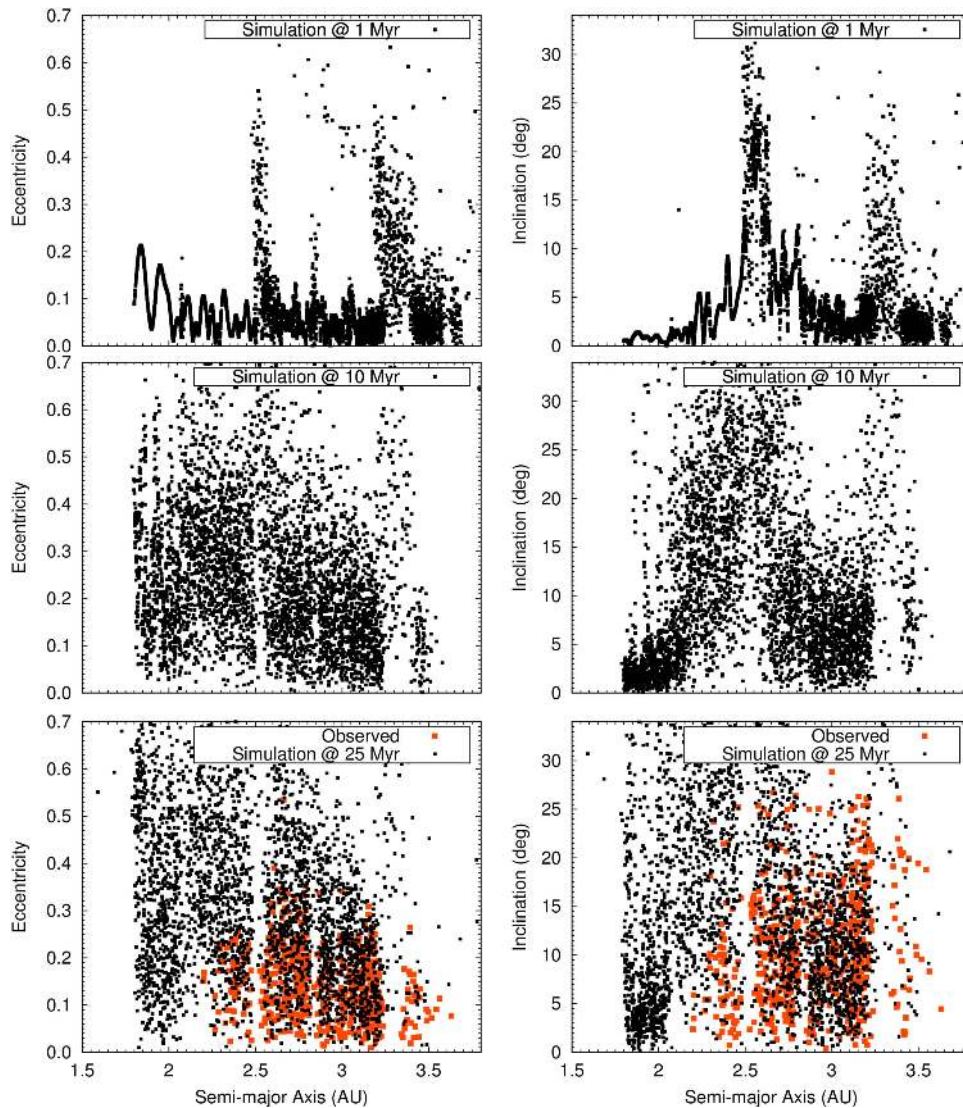 Simulation @ 1 Myr
Eccentricity
0.7
0.6
0.5
0.4
0.3
0.2
0.1
0.0
Simulation @ 1 Myr
Inclination (deg)
30
25
20
15
10
5
0
Simulation @ 10 Myr
Eccentricity
0.7
0.6
0.5
0.4
0.3
0.2
0.1
0.0
Simulation @ 10 Myr
Inclination (deg)
30
25
20
15
10
5
0
Observed
Simulation @ 25 Myr
Eccentricity
0.7
0.6
0.5
0.4
0.3
0.2
0.1
0.0
1.5 2 2.5 3 3.5
Semi-major Axis (AU)
Observed
Simulation @ 25 Myr
Inclination (deg)
30
25
20
15
10
5
0
1.5 2 2.5 3 3.5
Semi-major Axis (AU)